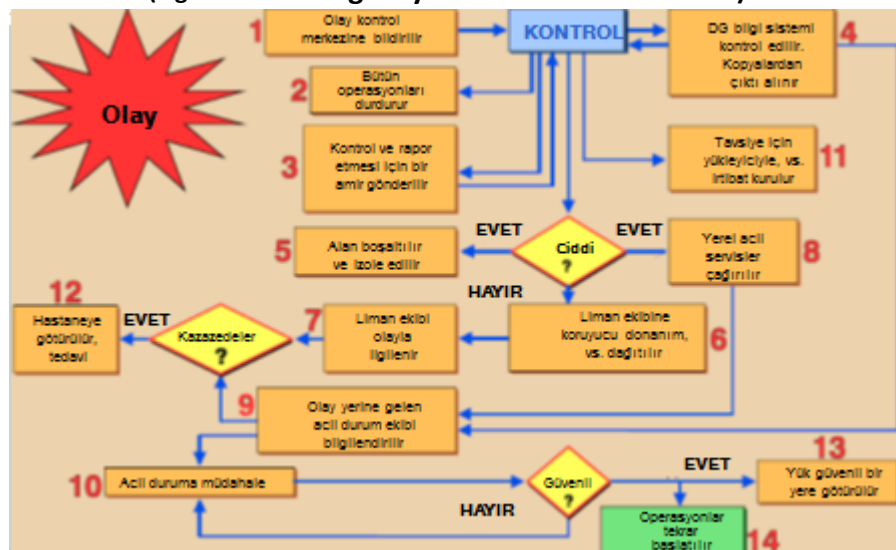 Olay
1
Olay kontrol
merkezine bildirilir
KONTROL
DG bilgi sistemi
kontrol edilir.
Kopyalardan
çıktı alınır
4
2
Bütün
operasyonları
durdurur
3
Kontrol ve rapor
etmesi için bir
amir gönderilir
Tavsiye için
yükleyiciyle, vs.
irtibat kurulur
11
5
Alan boşaltılır
ve izole edilir
EVET
Ciddi
?
EVET
Yerel acil
servisler
çağırılır
8
HAYIR
12
Hastaneye
götürülür,
tedavi
EVET
Kazazedeler
?
7
Liman ekibi
olayla
ilgilenir
Liman ekibine
koruyucu donanım,
vs. dağıtılır
6
9
Olay yerine gelen
acil durum ekibi
bilgilendirilir
10
Acil duruma müdahale
Güvenli
?
EVET
13
Yük güvenli bir
yere götürülür
HAYIR
Operasyonlar
tekrar
başlatılır
14